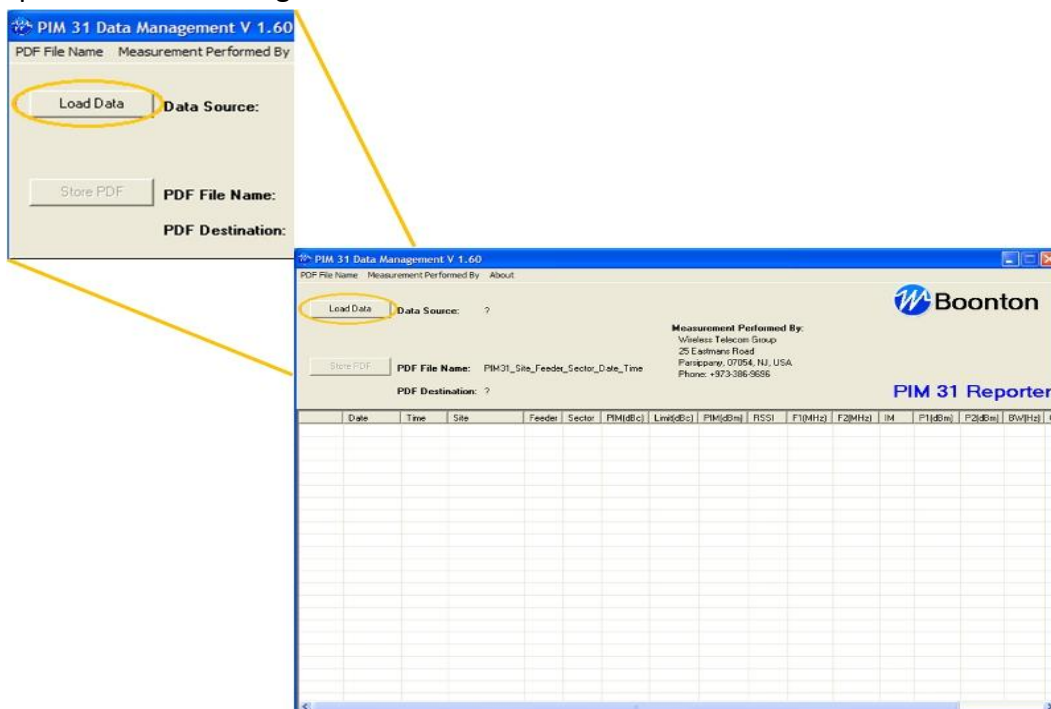 PIM 31 Data Management V 1.60
PDF File Name Measurement Performed By
Load Data Data Source:
Store PDF PDF File Name:
PDF Destination:
PIM 31 Data Management V 1.60
PDF File Name Measurement Performed By About
Boonton
Load Data Data Source: ?
Measurement Performed By:
Wireless Telecom Group
25 Eastmans Road
Parsippany, 07054, NJ, USA
Phone: +973-386-9696
Store PDF PDF File Name: PIM31_Site_Feeder_Sector_Date_Time
PDF Destination: ?
PIM 31 Reporter
Date Time Site Feeder Sector PIM(dBc) Limit(dBc) PIM(dBm) RSSI F1(MHz) F2(MHz) IM P1(dBm) P2(dBm) BW(Hz)